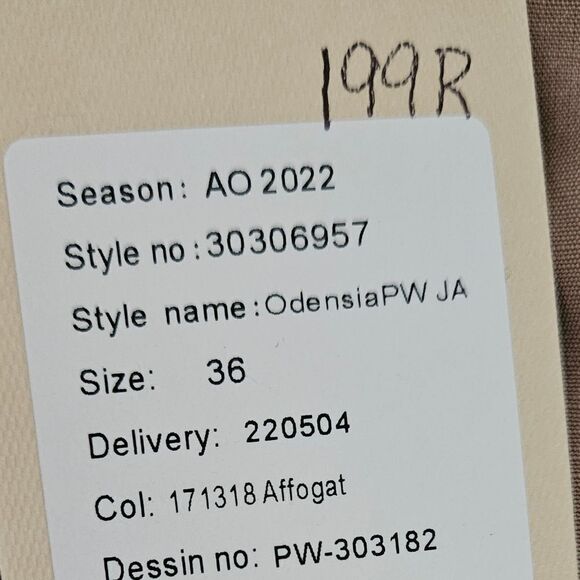 199R
Season: AO 2022
Style no: 30306957
Style name: OdensiaPW JA
Size: 36
Delivery: 220504
Col: 171318 Affogat
Dessin no: PW-303182